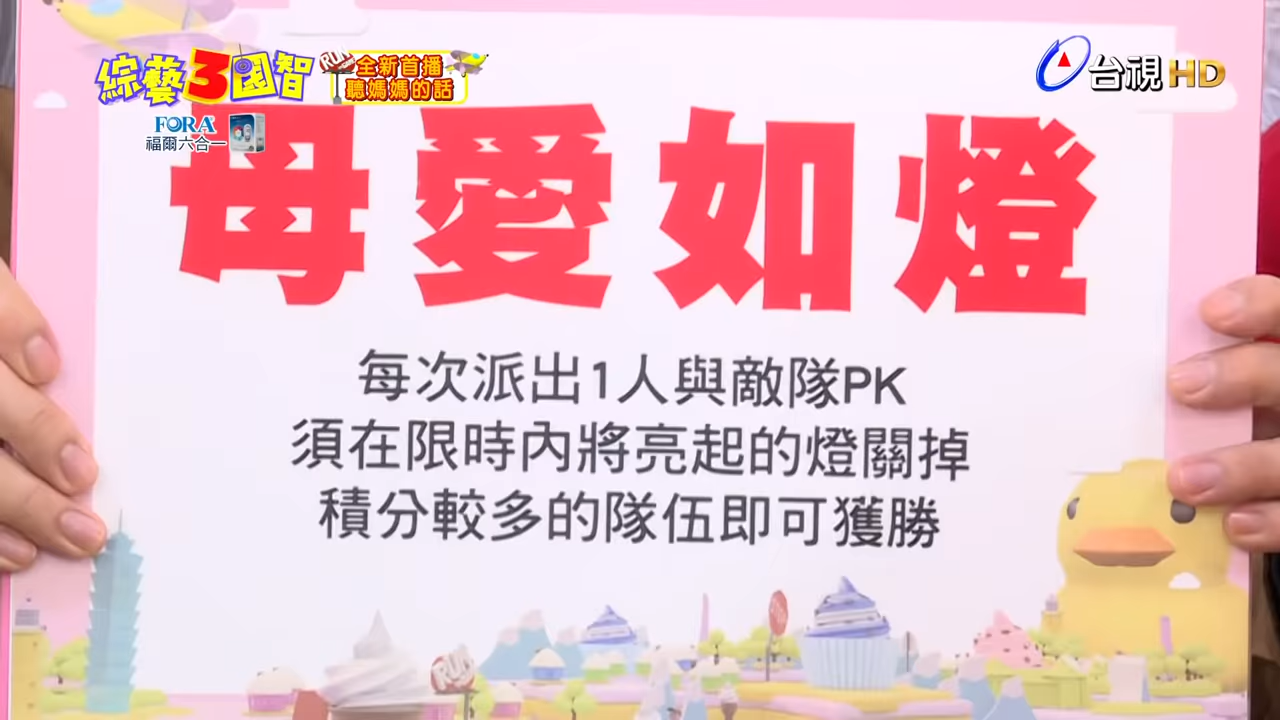 綜藝3國智
RUN
全新首播
聽媽媽的話
台視HD
FORA
福爾六合一
母愛如燈
每次派出1人與敵隊PK
須在限時內將亮起的燈關掉
積分較多的隊伍即可獲勝
RUN